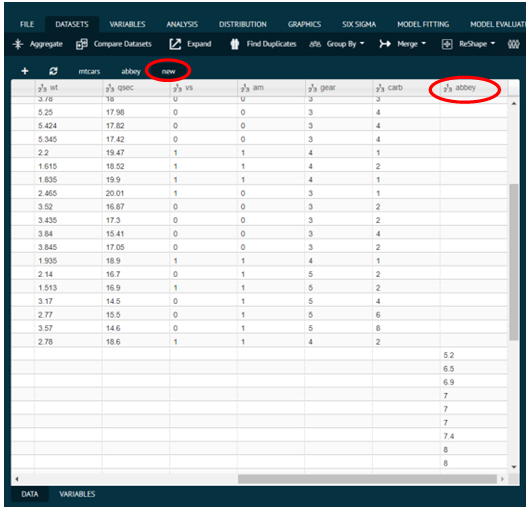 FILE DATASETS VARIABLES ANALYSIS DISTRIBUTION GRAPHICS SIX SIGMA MODEL FITTING MODEL EVALUAT
Aggregate Compare Datasets Expand Find Duplicates Group By Merge ReShape
+ mtcars abbey new
wt qsec vs am gear carb abbey
3.78 18 0 0 3 3
5.25 17.98 0 0 3 4
5.424 17.82 0 0 3 4
5.345 17.42 0 0 3 4
2.2 19.47 1 1 4 1
1.615 18.52 1 1 4 2
1.835 19.9 1 1 4 1
2.465 20.01 1 0 3 1
3.52 16.87 0 0 3 2
3.435 17.3 0 0 3 2
3.84 15.41 0 0 3 4
3.845 17.05 0 0 3 2
1.935 18.9 1 1 4 1
2.14 16.7 0 1 5 2
1.513 16.9 1 1 5 2
3.17 14.5 0 1 5 4
2.77 15.5 0 1 5 6
3.57 14.6 0 1 5 8
2.78 18.6 1 1 4 2
5.2
6.5
6.9
7
7
7
7.4
8
8
DATA VARIABLES